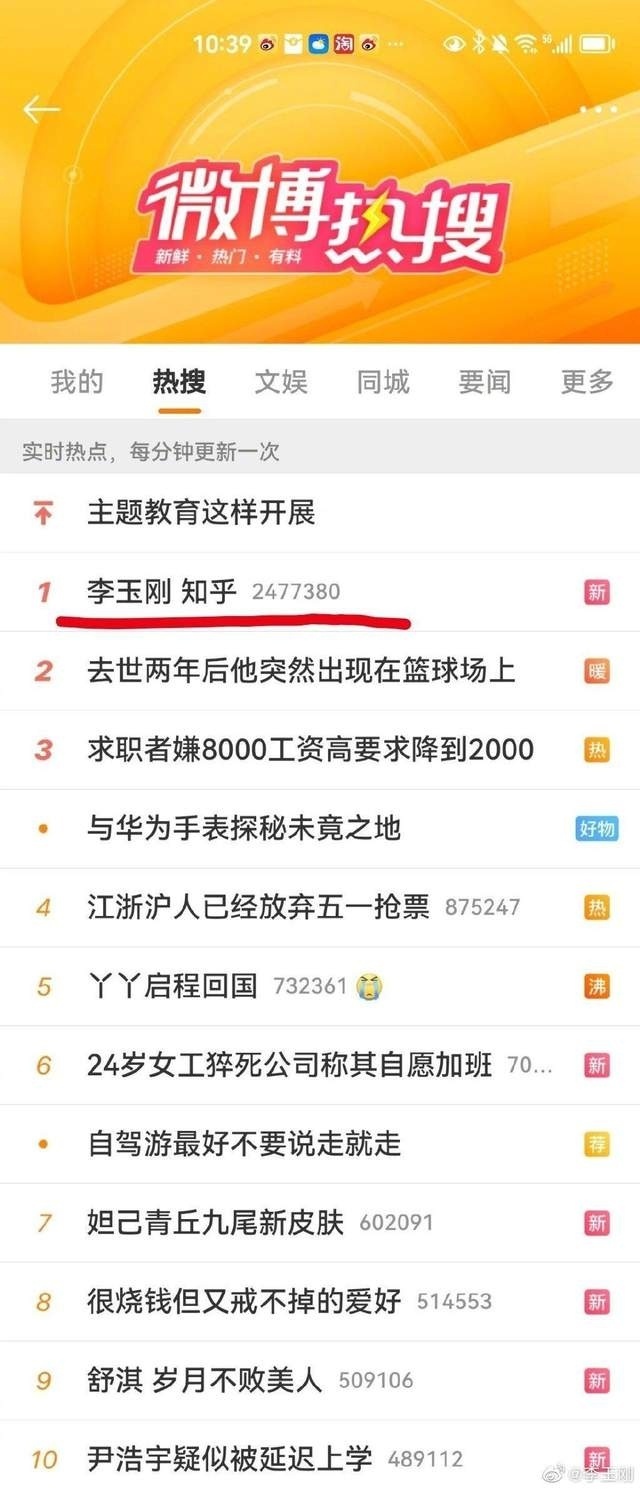 10:39 淘 ··· 5G
微博热搜
新鲜·热门·有料
我的 热搜 文娱 同城 要闻 更多
实时热点，每分钟更新一次
主题教育这样开展
1 李玉刚 知乎 2477380 新
2 去世两年后他突然出现在篮球场上 暖
3 求职者嫌8000工资高要求降到2000 热
• 与华为手表探秘未竟之地 好物
4 江浙沪人已经放弃五一抢票 875247 热
5 丫丫启程回国 732361 😭 沸
6 24岁女工猝死公司称其自愿加班 70... 新
• 自驾游最好不要说走就走 荐
7 妲己青丘九尾新皮肤 602091 新
8 很烧钱但又戒不掉的爱好 514553 新
9 舒淇 岁月不败美人 509106 新
10 尹浩宇疑似被延迟上学 489112 新
@李玉刚